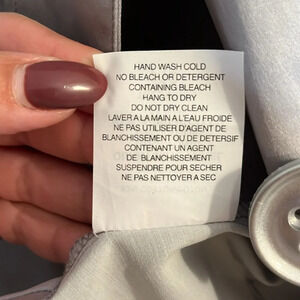 HAND WASH COLD
NO BLEACH OR DETERGENT
CONTAINING BLEACH
HANG TO DRY
DO NOT DRY CLEAN
LAVER A LA MAIN A L'EAU FROIDE
NE PAS UTILISER D'AGENT DE
BLANCHISSEMENT OU DE DETERSIF
CONTENANT UN AGENT
DE BLANCHISSEMENT
SUSPENDRE POUR SECHER
NE PAS NETTOYER A SEC